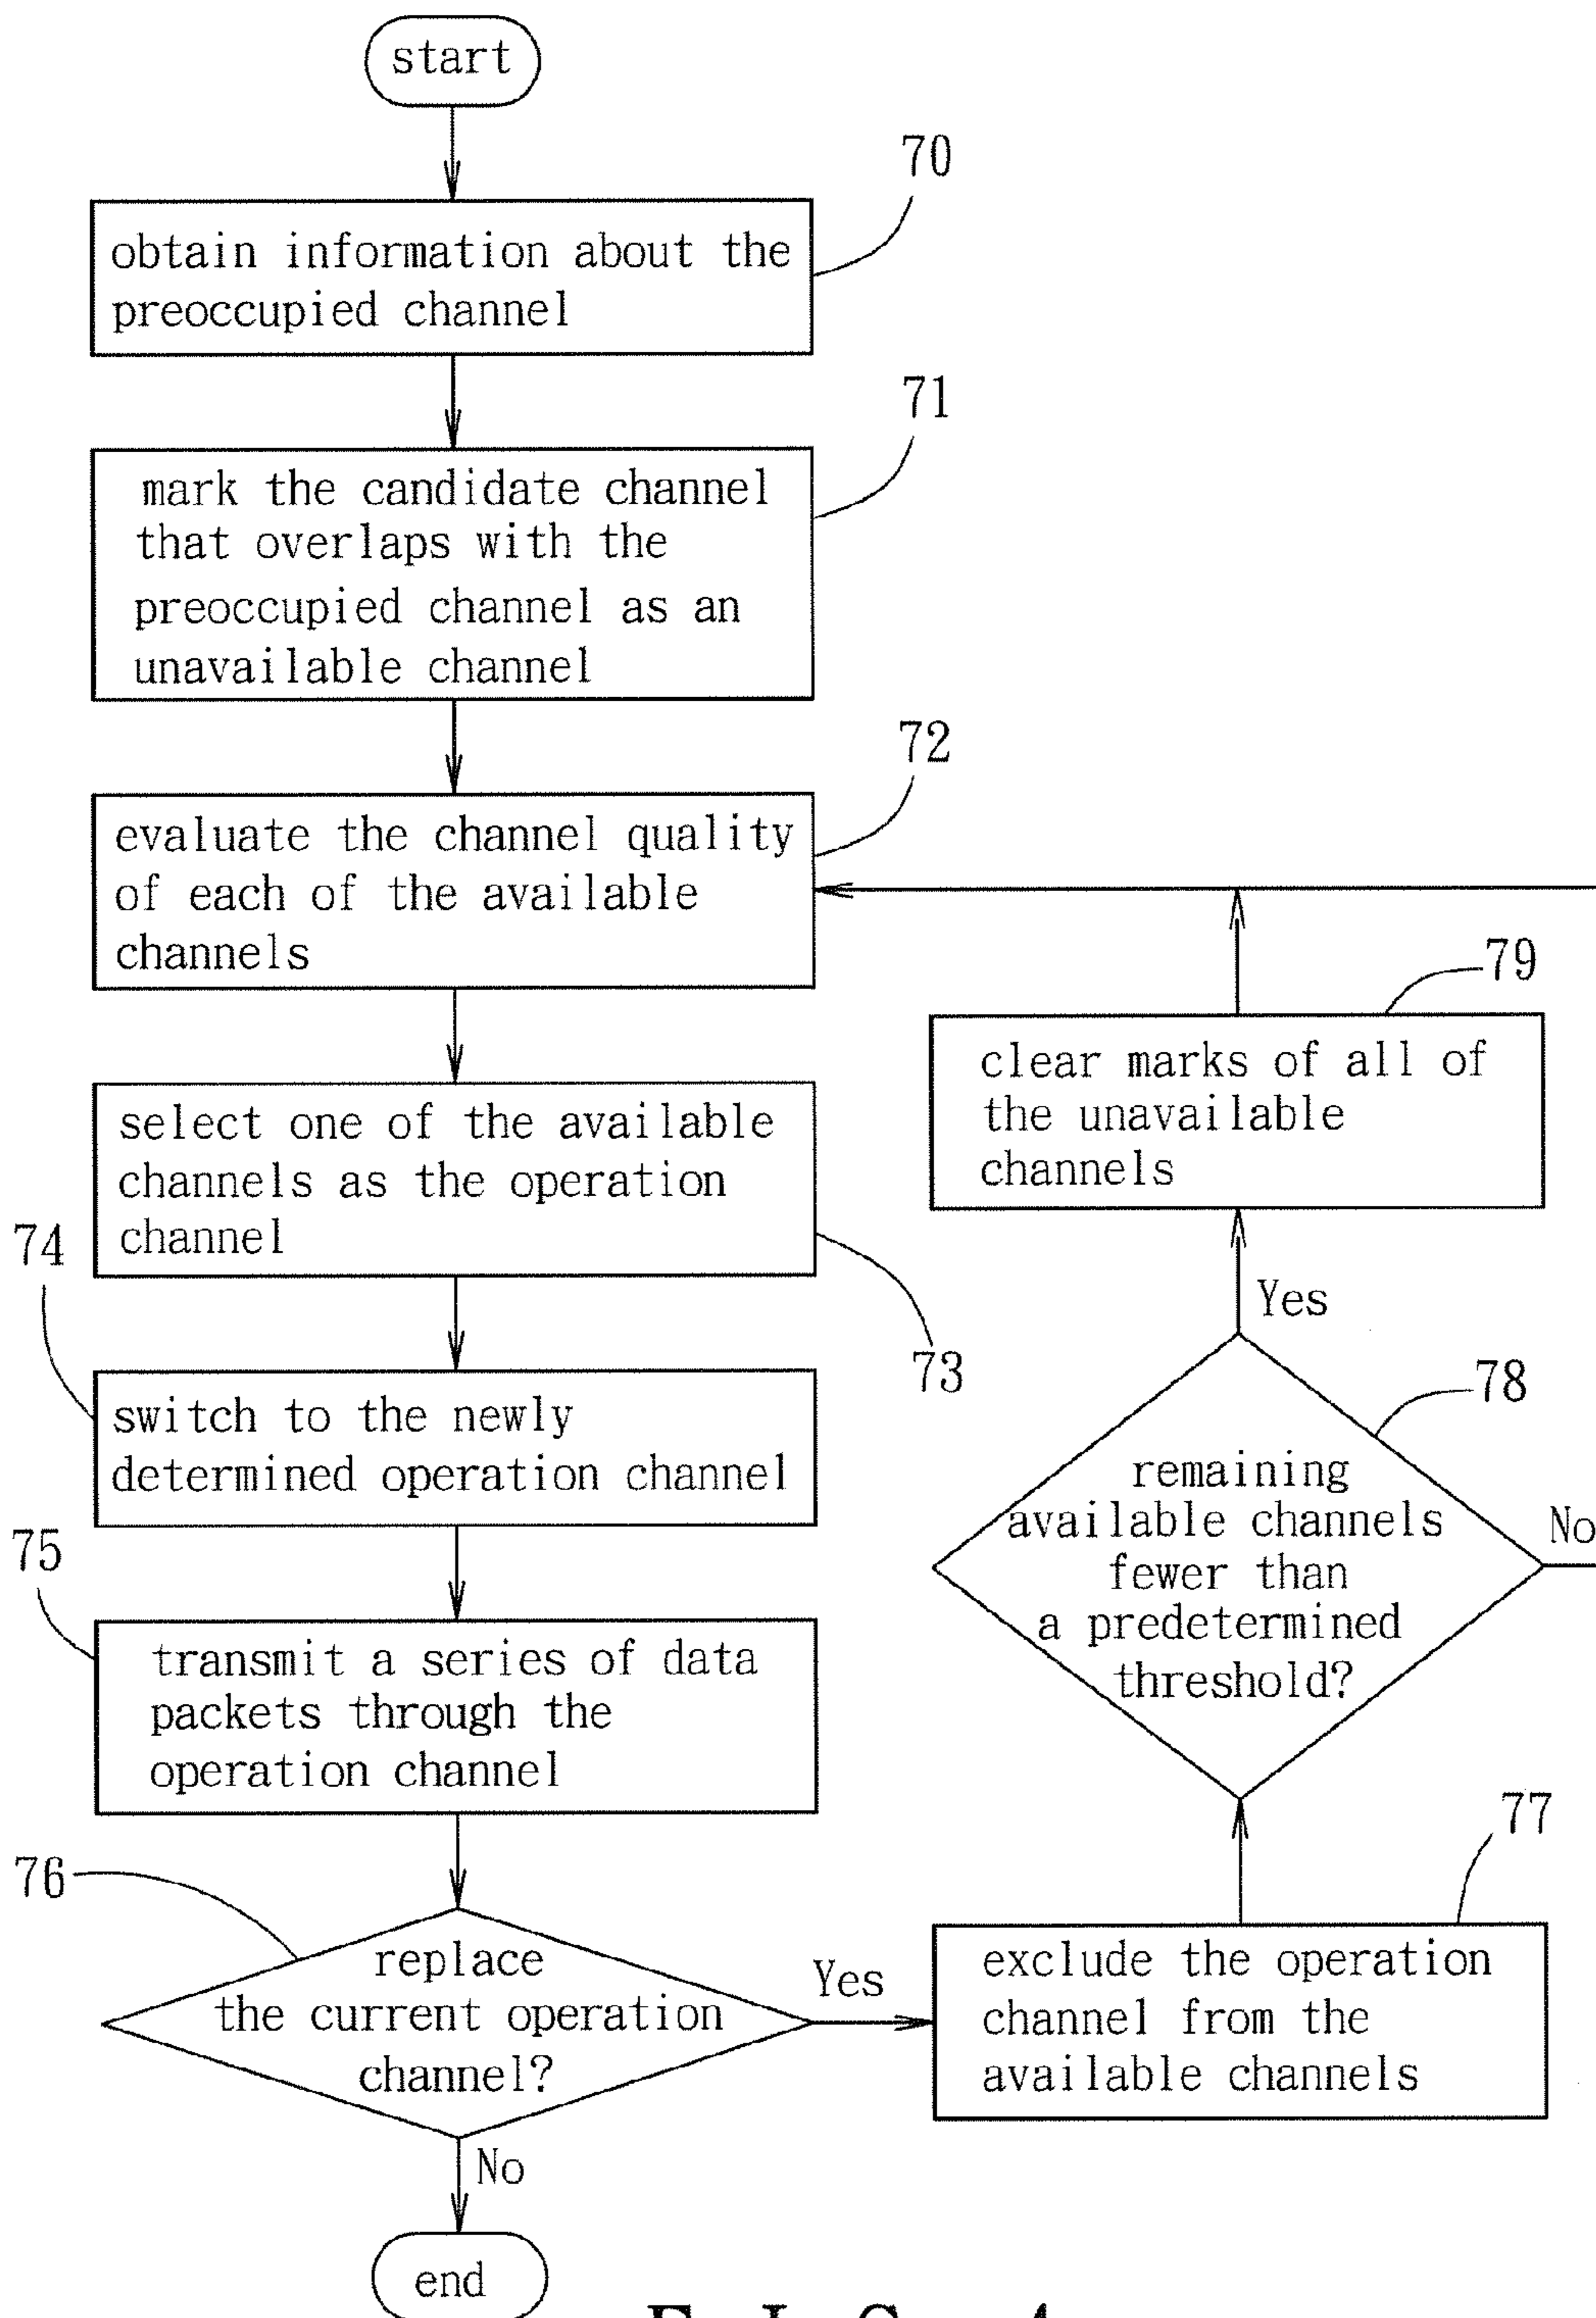 start
70
obtain information about the
preoccupied channel
71
mark the candidate channel
that overlaps with the
preoccupied channel as an
unavailable channel
72
evaluate the channel quality
of each of the available
channels
79
clear marks of all of
the unavailable
channels
select one of the available
channels as the operation
channel
73
74
switch to the newly
determined operation channel
Yes
78
remaining
available channels
fewer than
a predetermined
threshold?
No
75
transmit a series of data
packets through the
operation channel
77
76
replace
the current operation
channel?
Yes
exclude the operation
channel from the
available channels
No
end